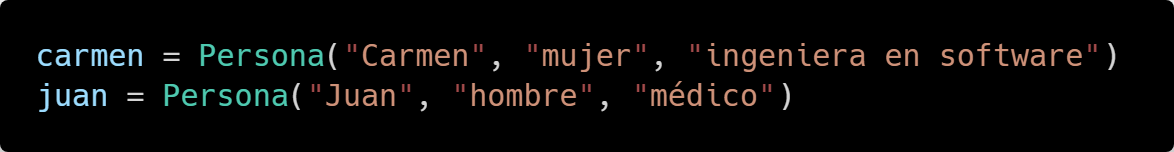 carmen = Persona("Carmen", "mujer", "ingeniera en software")
juan = Persona("Juan", "hombre", "médico")